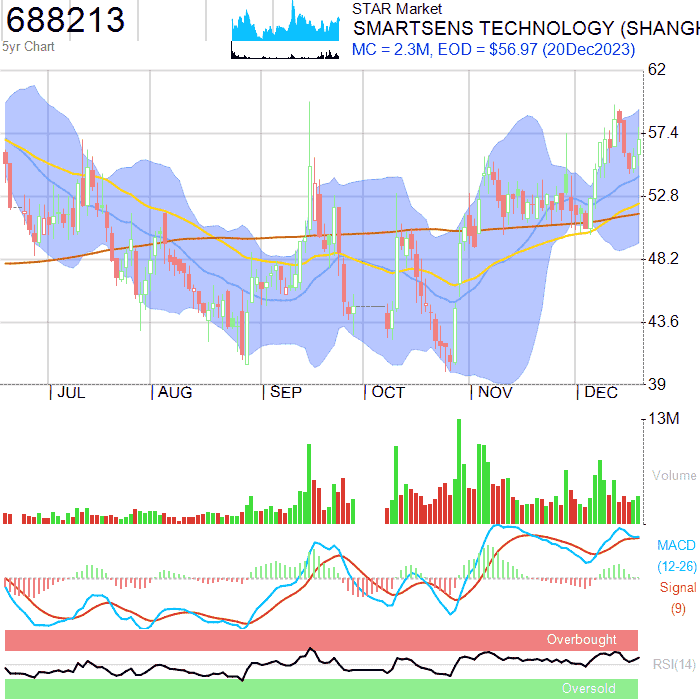 688213
5yr Chart
STAR Market
SMARTSENS TECHNOLOGY (SHANGH
MC = 2.3M, EOD = $56.97 (20Dec2023)
62
57.4
52.8
48.2
43.6
39
JUL AUG SEP OCT NOV DEC
13M
Volume
MACD
(12-26)
Signal
(9)
Overbought
RSI(14)
Oversold